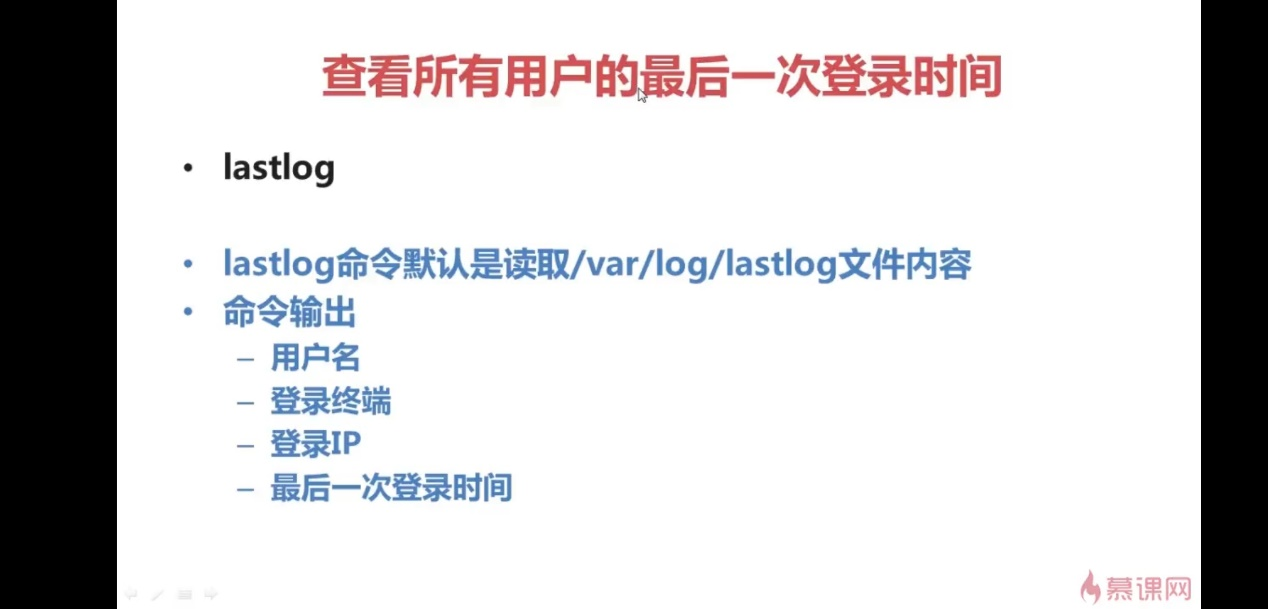 查看所有用户的最后一次登录时间
• lastlog
• lastlog命令默认是读取/var/log/lastlog文件内容
• 命令输出
– 用户名
– 登录终端
– 登录IP
– 最后一次登录时间
慕课网